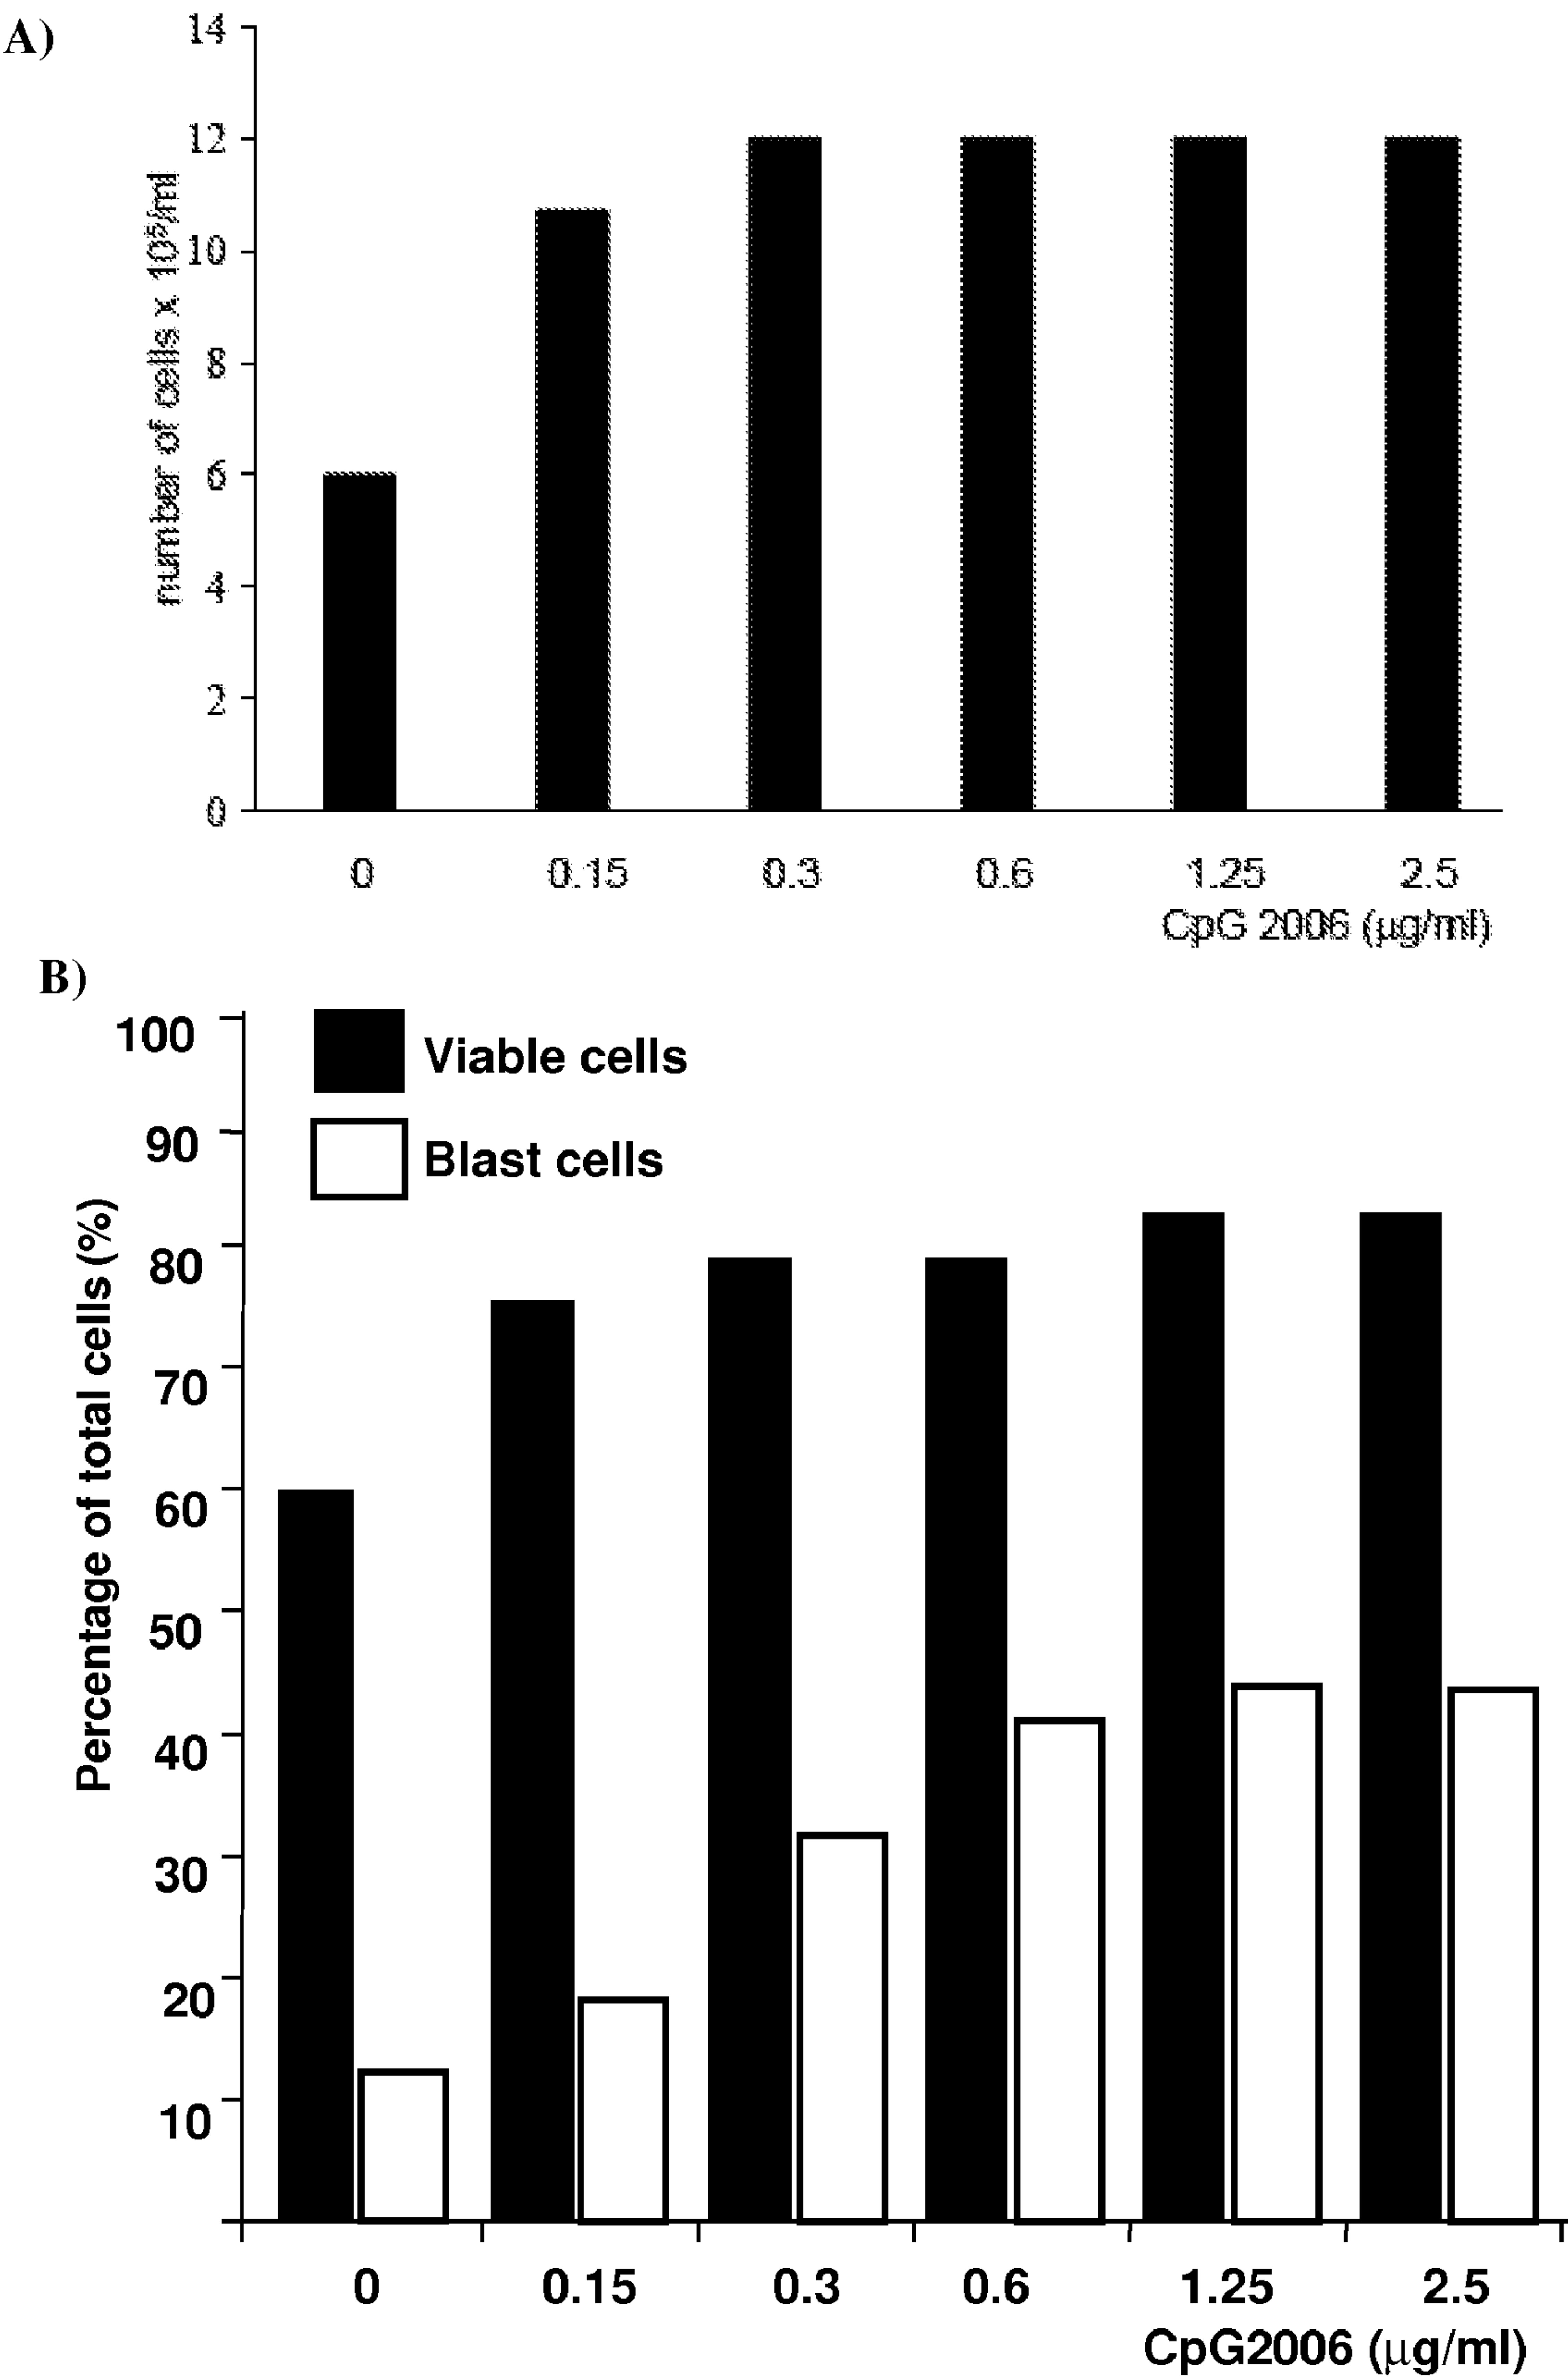 A)
14
12
10
8
6
4
2
0
number of cells x 10⁵/ml
0 0.15 0.3 0.6 1.25 2.5
CpG 2006 (µg/ml)
B)
100
90
80
70
60
50
40
30
20
10
Percentage of total cells (%)
Viable cells
Blast cells
0 0.15 0.3 0.6 1.25 2.5
CpG2006 (µg/ml)